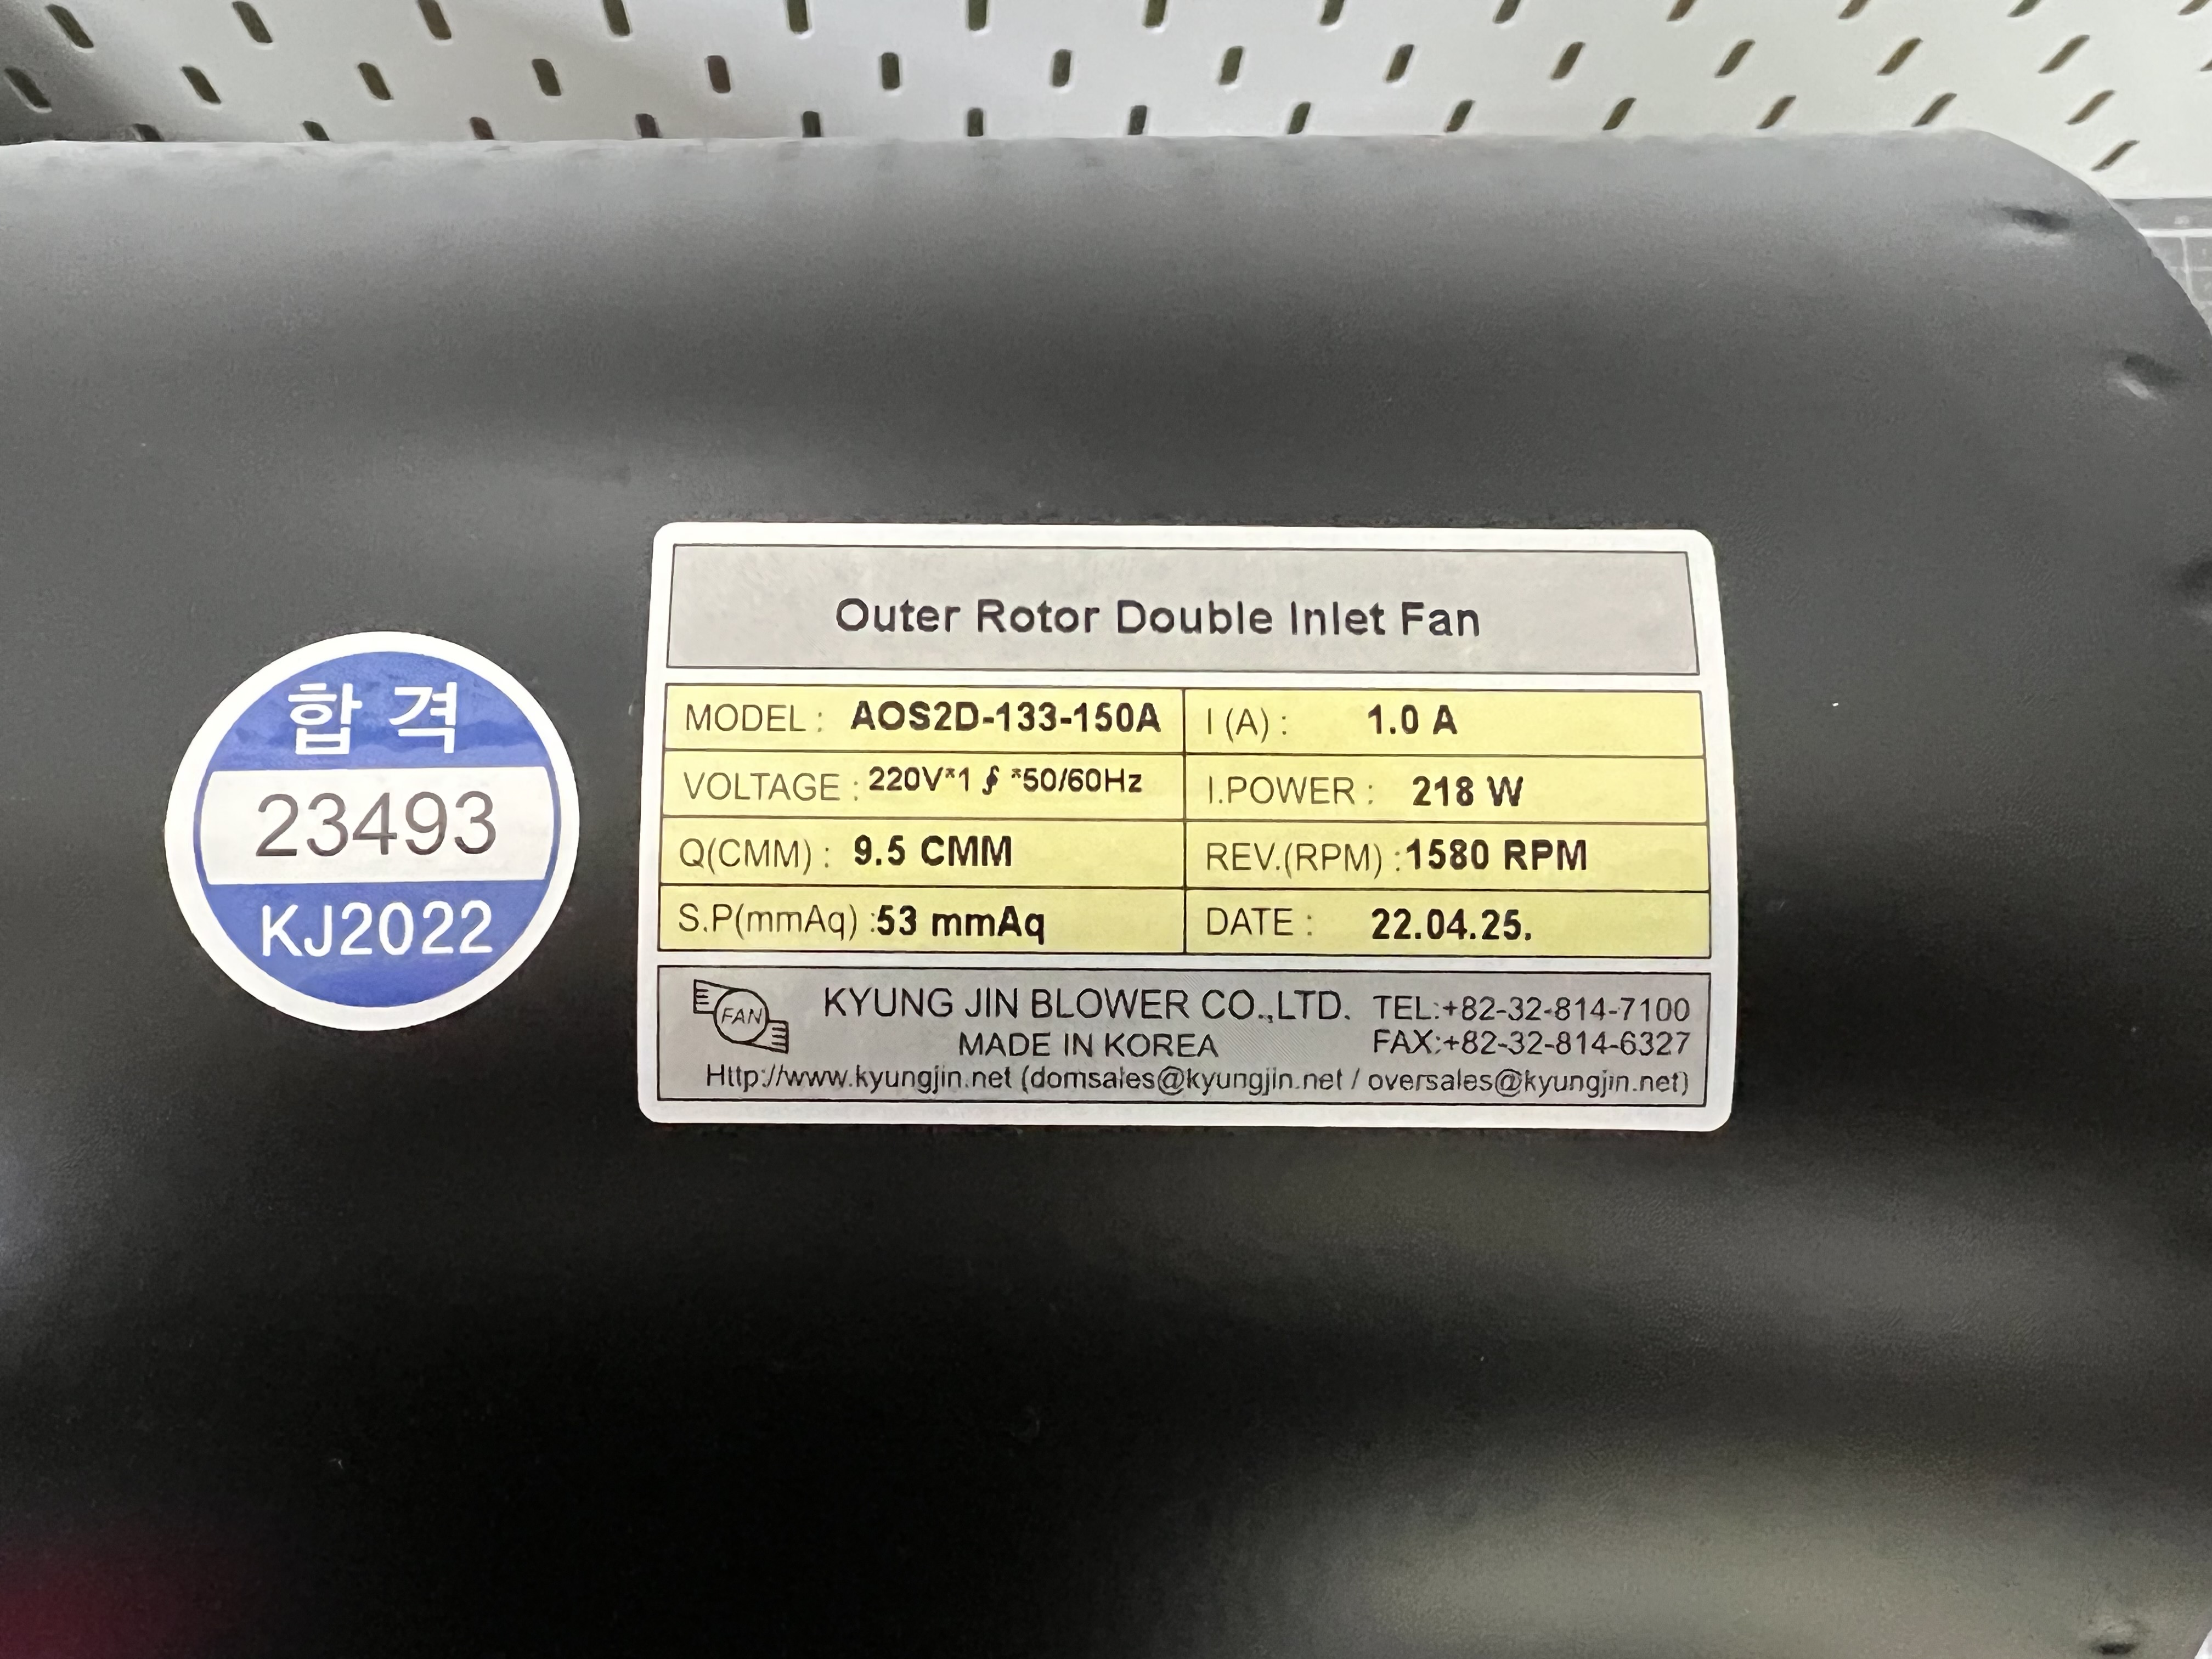 합격
23493
KJ2022
Outer Rotor Double Inlet Fan
MODEL : AOS2D-133-150A
I (A) : 1.0 A
VOLTAGE : 220V*1 ∮ *50/60Hz
I.POWER : 218 W
Q(CMM) : 9.5 CMM
REV.(RPM) :1580 RPM
S.P(mmAq) :53 mmAq
DATE : 22.04.25.
FAN
KYUNG JIN BLOWER CO.,LTD. TEL:+82-32-814-7100
MADE IN KOREA FAX:+82-32-814-6327
Http://www.kyungjin.net (domsales@kyungjin.net / oversales@kyungjin.net)